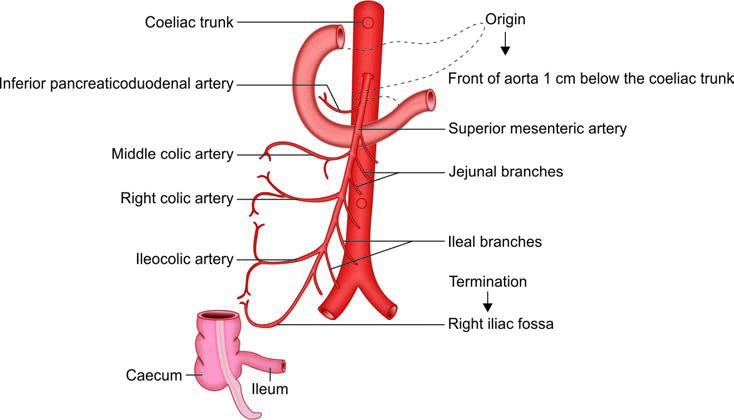 Coeliac trunk
Origin
Front of aorta 1 cm below the coeliac trunk
Inferior pancreaticoduodenal artery
Superior mesenteric artery
Middle colic artery
Jejunal branches
Right colic artery
Ileal branches
Ileocolic artery
Termination
Right iliac fossa
Caecum
Ileum